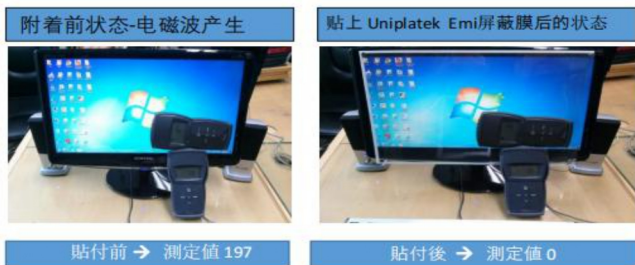 附着前状态-电磁波产生
贴上 Uniplatek Emi屏蔽膜后的状态
貼付前 → 測定値 197
貼付後 → 測定値 0